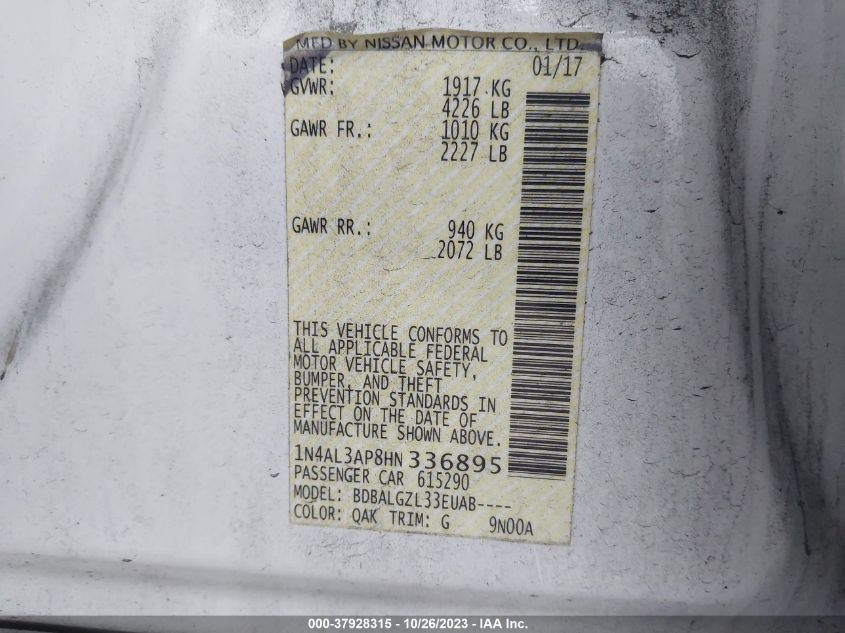 MFD BY NISSAN MOTOR CO., LTD.
DATE: 01/17
GVWR: 1917 KG
4226 LB
GAWR FR.: 1010 KG
2227 LB
GAWR RR.: 940 KG
2072 LB
THIS VEHICLE CONFORMS TO
ALL APPLICABLE FEDERAL
MOTOR VEHICLE SAFETY,
BUMPER, AND THEFT
PREVENTION STANDARDS IN
EFFECT ON THE DATE OF
MANUFACTURE SHOWN ABOVE.
1N4AL3AP8HN 336895
PASSENGER CAR 615290
MODEL: BDBALGZL33EUAB----
COLOR: QAK TRIM: G 9N00A
000-37928315 - 10/26/2023 - IAA Inc.